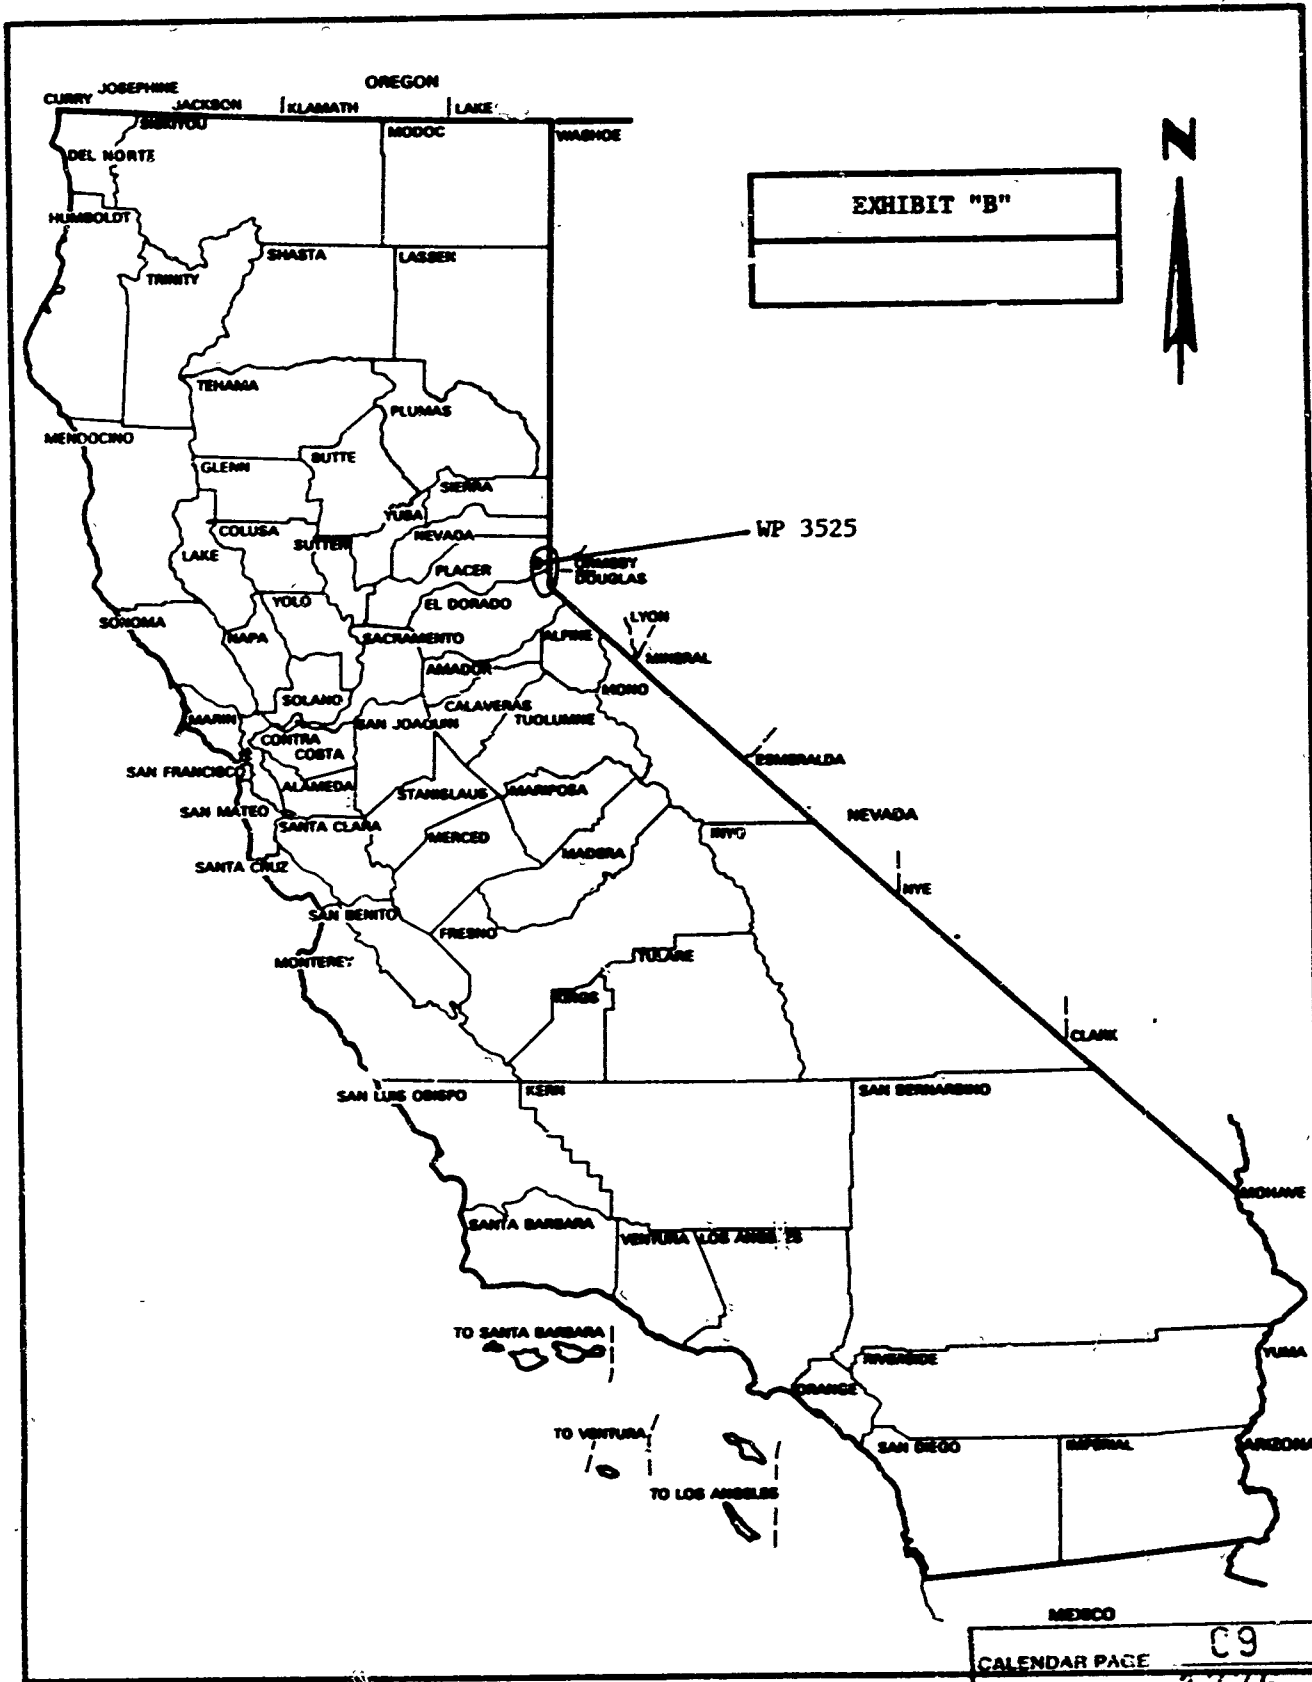 OREGON
CURRY JOSEPHINE JACKSON KLAMATH LAKE
SISKIYOU MODOC WASHOE
DEL NORTE
EXHIBIT "B"
N
HUMBOLDT
TRINITY SHASTA LASSEN
TEHAMA
PLUMAS
MENDOCINO
GLENN BUTTE
SIERRA
YUBA
COLUSA SUTTER NEVADA
WP 3525
LAKE
PLACER
ORMSBY
DOUGLAS
YOLO EL DORADO
SONOMA NAPA SACRAMENTO ALPINE LYON
AMADOR MINERAL
SOLANO CALAVERAS MONO
MARIN SAN JOAQUIN TUOLUMNE
CONTRA
COSTA
SAN FRANCISCO ALAMEDA STANISLAUS MARIPOSA ESMERALDA
SAN MATEO SANTA CLARA MERCED INYO NEVADA
SANTA CRUZ MADERA
NYE
SAN BENITO FRESNO
MONTEREY TULARE
KINGS
CLARK
SAN LUIS OBISPO KERN SAN BERNARDINO
MOHAVE
SANTA BARBARA VENTURA LOS ANGELES
TO SANTA BARBARA
RIVERSIDE YUMA
ORANGE
TO VENTURA SAN DIEGO IMPERIAL ARIZONA
TO LOS ANGELES
MEXICO
CALENDAR PAGE C9